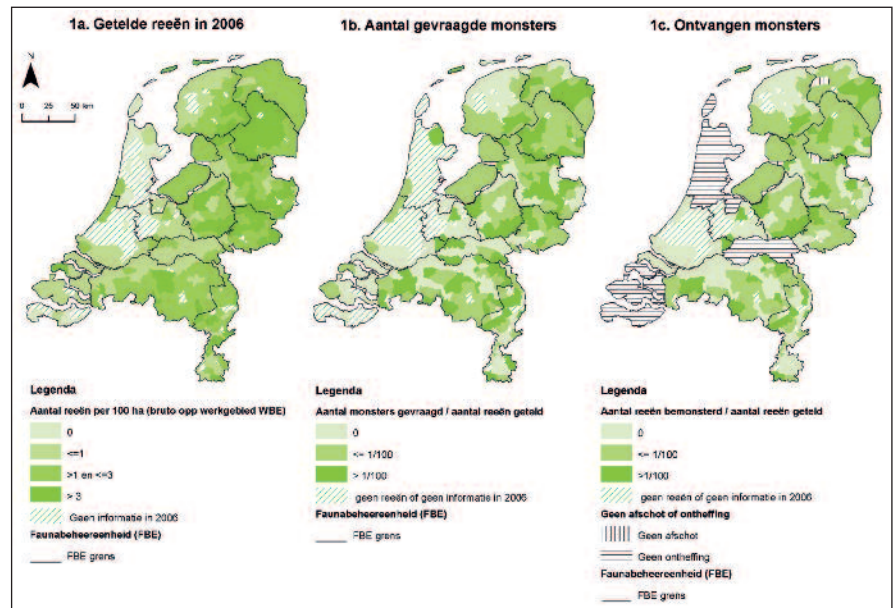 1a. Getelde reeën in 2006
1b. Aantal gevraagde monsters
1c. Ontvangen monsters
N
0 25 50 km
Legenda
Aantal reeën per 100 ha (bruto opp werkgebied WBE)
0
<=1
>1 en <=3
> 3
Geen informatie in 2006
Faunabeheereenheid (FBE)
FBE grens
Legenda
Aantal monsters gevraagd / aantal reeën geteld
0
<= 1/100
> 1/100
geen reeën of geen informatie in 2006
Faunabeheereenheid (FBE)
FBE grens
Legenda
Aantal reeën bemonsterd / aantal reeën geteld
0
<= 1/100
>1/100
geen reeën of geen informatie in 2006
Geen afschot of ontheffing
Geen afschot
Geen ontheffing
Faunabeheereenheid (FBE)
FBE grens